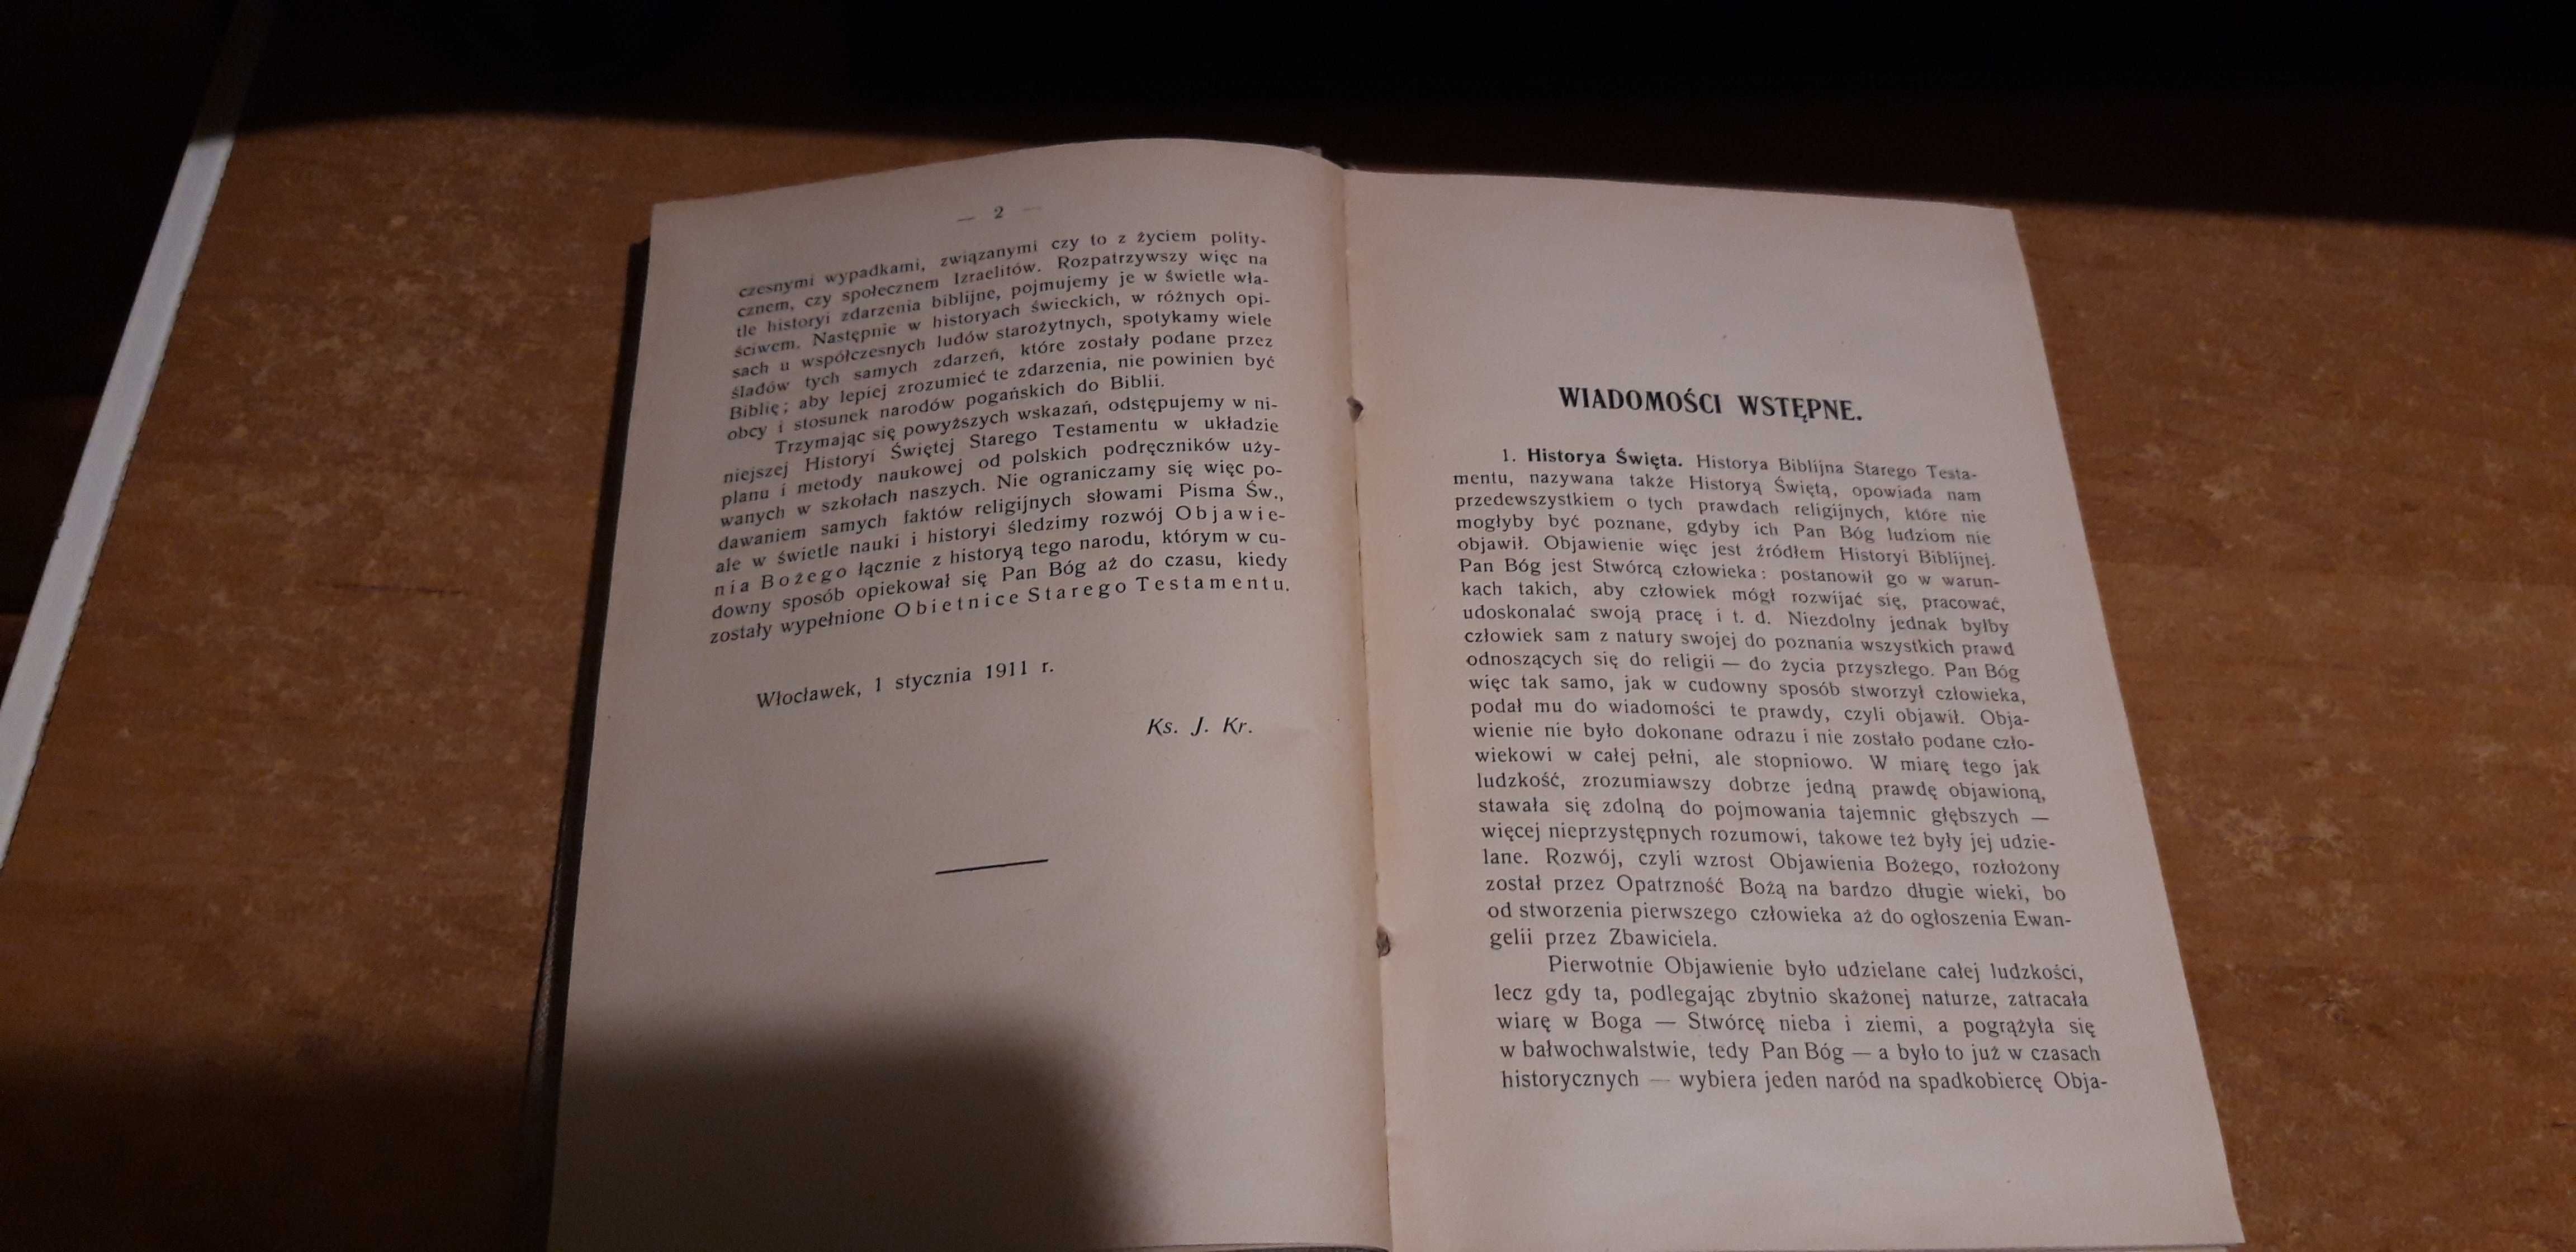 — 2 —
czesnymi wypadkami, związanymi czy to z życiem polity-
cznem, czy społecznem Izraelitów. Rozpatrzywszy więc na
tle historyi zdarzenia biblijne, pojmujemy je w świetle wła-
ściwem. Następnie w historyach świeckich, w różnych opi-
sach u współczesnych ludów starożytnych, spotykamy wiele
śladów tych samych zdarzeń, które zostały podane przez
Biblię; aby lepiej zrozumieć te zdarzenia, nie powinien być
obcy i stosunek narodów pogańskich do Biblii.
Trzymając się powyższych wskazań, odstępujemy w ni-
niejszej Historyi Świętej Starego Testamentu w układzie
planu i metody naukowej od polskich podręczników uży-
wanych w szkołach naszych. Nie ograniczamy się więc po-
dawaniem samych faktów religijnych słowami Pisma Św.,
ale w świetle nauki i historyi śledzimy rozwój Objawie-
nia Bożego łącznie z historyą tego narodu, którym w cu-
downy sposób opiekował się Pan Bóg aż do czasu, kiedy
zostały wypełnione Obietnice Starego Testamentu.
Włocławek, 1 stycznia 1911 r.
Ks. J. Kr.
WIADOMOŚCI WSTĘPNE.
1. Historya Święta. Historya Biblijna Starego Testa-
mentu, nazywana także Historyą Świętą, opowiada nam
przedewszystkiem o tych prawdach religijnych, które nie
mogłyby być poznane, gdyby ich Pan Bóg ludziom nie
objawił. Objawienie więc jest źródłem Historyi Biblijnej.
Pan Bóg jest Stwórcą człowieka: postanowił go w warun-
kach takich, aby człowiek mógł rozwijać się, pracować,
udoskonalać swoją pracę i t. d. Niezdolny jednak byłby
człowiek sam z natury swojej do poznania wszystkich prawd
odnoszących się do religii — do życia przyszłego. Pan Bóg
więc tak samo, jak w cudowny sposób stworzył człowieka,
podał mu do wiadomości te prawdy, czyli objawił. Obja-
wienie nie było dokonane odrazu i nie zostało podane czło-
wiekowi w całej pełni, ale stopniowo. W miarę tego jak
ludzkość, zrozumiawszy dobrze jedną prawdę objawioną,
stawała się zdolną do pojmowania tajemnic głębszych —
więcej nieprzystępnych rozumowi, takowe też były jej udzie-
lane. Rozwój, czyli wzrost Objawienia Bożego, rozłożony
został przez Opatrzność Bożą na bardzo długie wieki, bo
od stworzenia pierwszego człowieka aż do ogłoszenia Ewan-
gelii przez Zbawiciela.
Pierwotnie Objawienie było udzielane całej ludzkości,
lecz gdy ta, podlegając zbytnio skażonej naturze, zatracała
wiarę w Boga — Stwórcę nieba i ziemi, a pogrążyła się
w bałwochwalstwie, tedy Pan Bóg — a było to już w czasach
historycznych — wybiera jeden naród na spadkobiercę Obja-